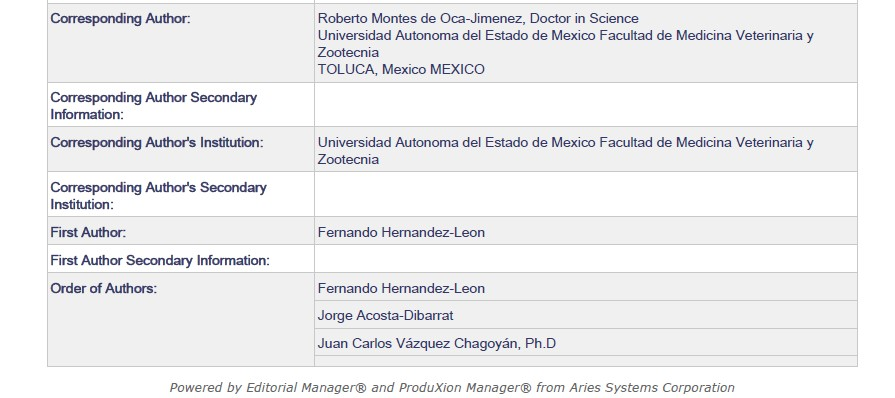 Corresponding Author:
Roberto Montes de Oca-Jimenez, Doctor in Science
Universidad Autonoma del Estado de Mexico Facultad de Medicina Veterinaria y
Zootecnia
TOLUCA, Mexico MEXICO
Corresponding Author Secondary
Information:
Corresponding Author's Institution:
Universidad Autonoma del Estado de Mexico Facultad de Medicina Veterinaria y
Zootecnia
Corresponding Author's Secondary
Institution:
First Author:
Fernando Hernandez-Leon
First Author Secondary Information:
Order of Authors:
Fernando Hernandez-Leon
Jorge Acosta-Dibarrat
Juan Carlos Vázquez Chagoyán, Ph.D
Powered by Editorial Manager® and ProduXion Manager® from Aries Systems Corporation